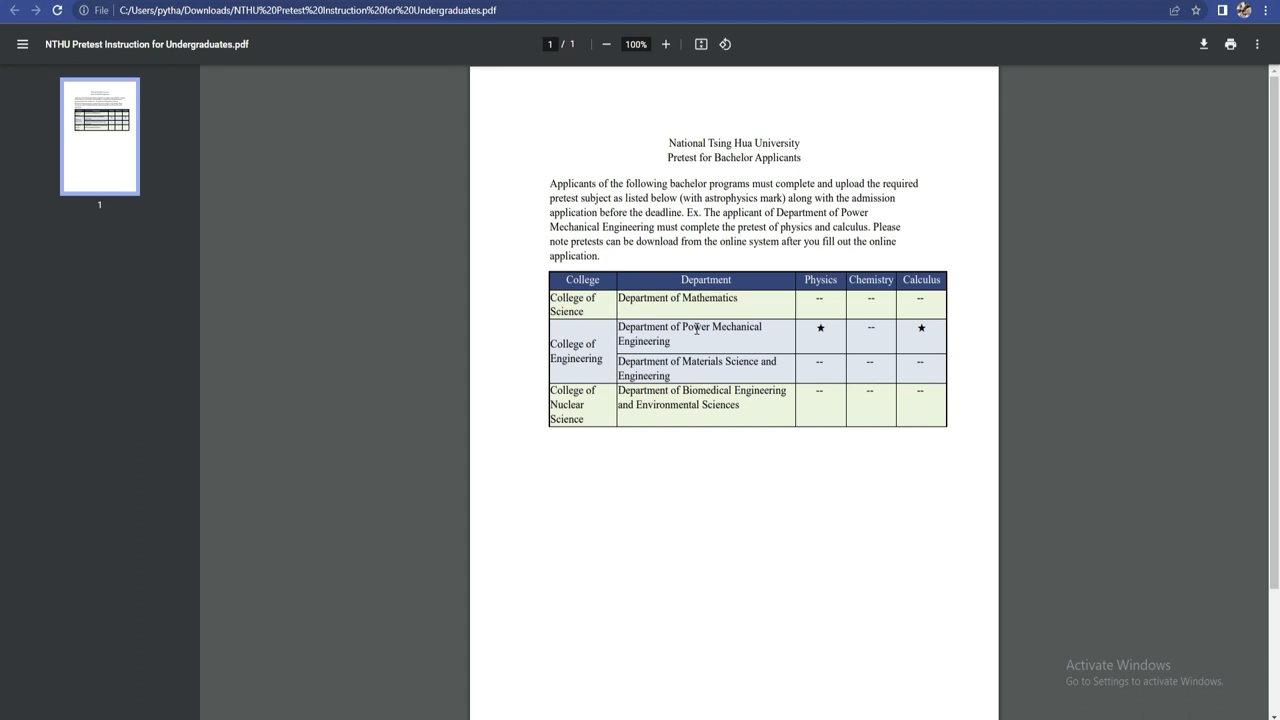 File
C:/Users/pytha/Downloads/NTHU%20Pretest%20Instruction%20for%20Undergraduates.pdf
NTHU Pretest Instruction for Undergraduates.pdf
1 / 1
100%
1
National Tsing Hua University
Pretest for Bachelor Applicants
Applicants of the following bachelor programs must complete and upload the required
pretest subject as listed below (with astrophysics mark) along with the admission
application before the deadline. Ex. The applicant of Department of Power
Mechanical Engineering must complete the pretest of physics and calculus. Please
note pretests can be download from the online system after you fill out the online
application.
College Department Physics Chemistry Calculus
College of Science Department of Mathematics -- -- --
College of Engineering Department of Power Mechanical Engineering ★ -- ★
Department of Materials Science and Engineering -- -- --
College of Nuclear Science Department of Biomedical Engineering and Environmental Sciences -- -- --
Activate Windows
Go to Settings to activate Windows.